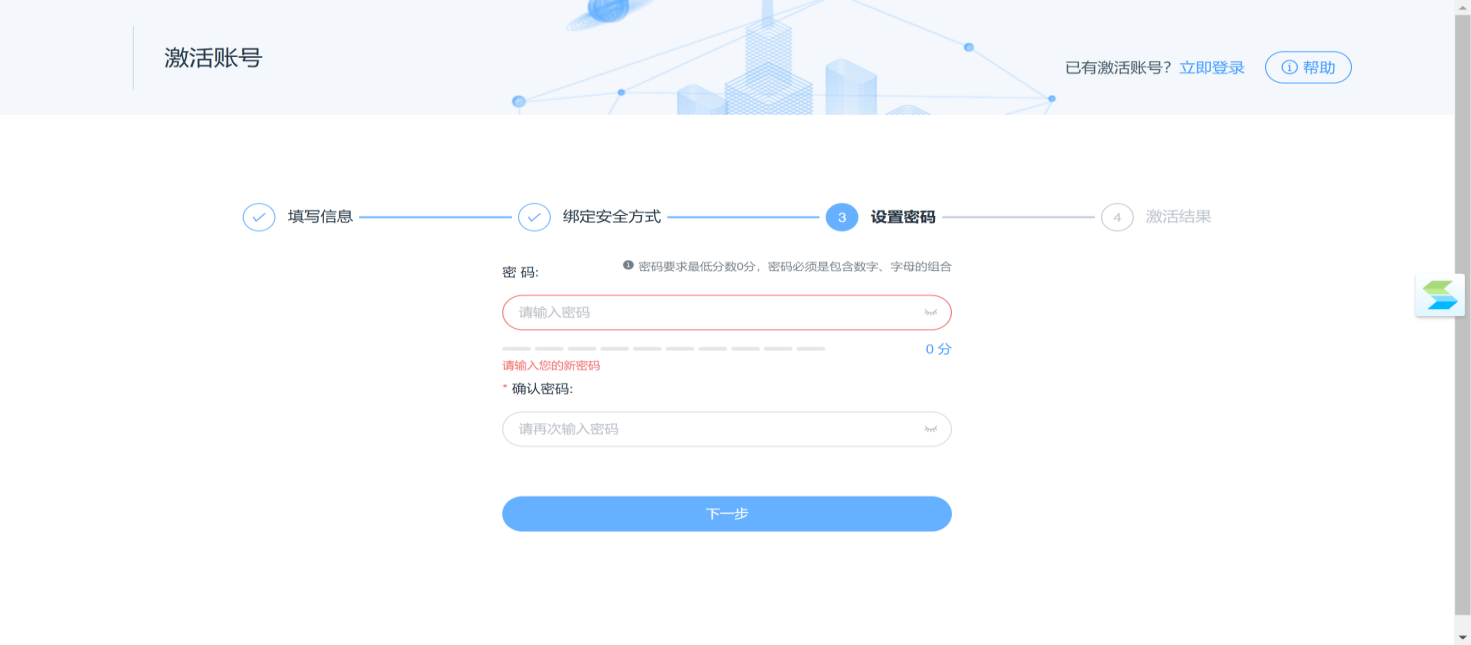 激活账号
已有激活账号? 立即登录 帮助
填写信息 绑定安全方式 3 设置密码 4 激活结果
密 码: 密码要求最低分数0分，密码必须是包含数字、字母的组合
请输入密码
0 分
请输入您的新密码
* 确认密码:
请再次输入密码
下一步